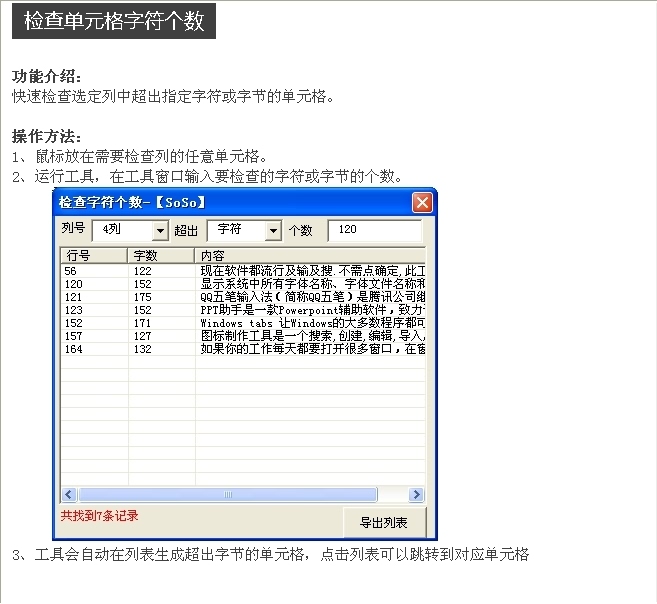 检查单元格字符个数
功能介绍：
快速检查选定列中超出指定字符或字节的单元格。
操作方法：
1、鼠标放在需要检查列的任意单元格。
2、运行工具，在工具窗口输入要检查的字符或字节的个数。
检查字符个数-【SoSo】
列号 4列 超出 字符 个数 120
行号 字数 内容
56 122 现在软件都流行及输及搜.不需点确定,此工
120 152 显示系统中所有字体名称、字体文件名称和
121 175 QQ五笔输入法（简称QQ五笔）是腾讯公司继
123 152 PPT助手是一款Powerpoint辅助软件，致力于
152 171 Windows tabs 让Windows的大多数程序都可
157 127 图标制作工具是一个搜索,创建,编辑,导入,
164 132 如果你的工作每天都要打开很多窗口，在窗
共找到7条记录
导出列表
3、工具会自动在列表生成超出字节的单元格，点击列表可以跳转到对应单元格